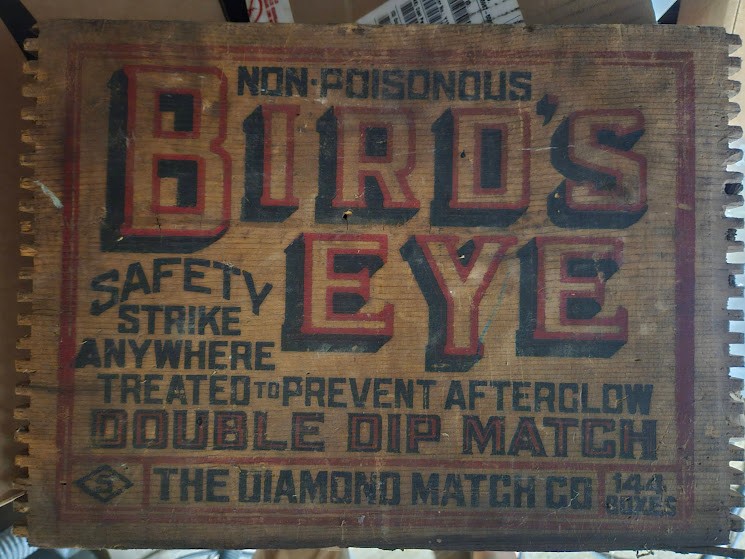 NON-POISONOUS
BIRD'S
EYE
SAFETY
STRIKE
ANYWHERE
TREATED TO PREVENT AFTERGLOW
DOUBLE DIP MATCH
S THE DIAMOND MATCH CO 144
BOXES